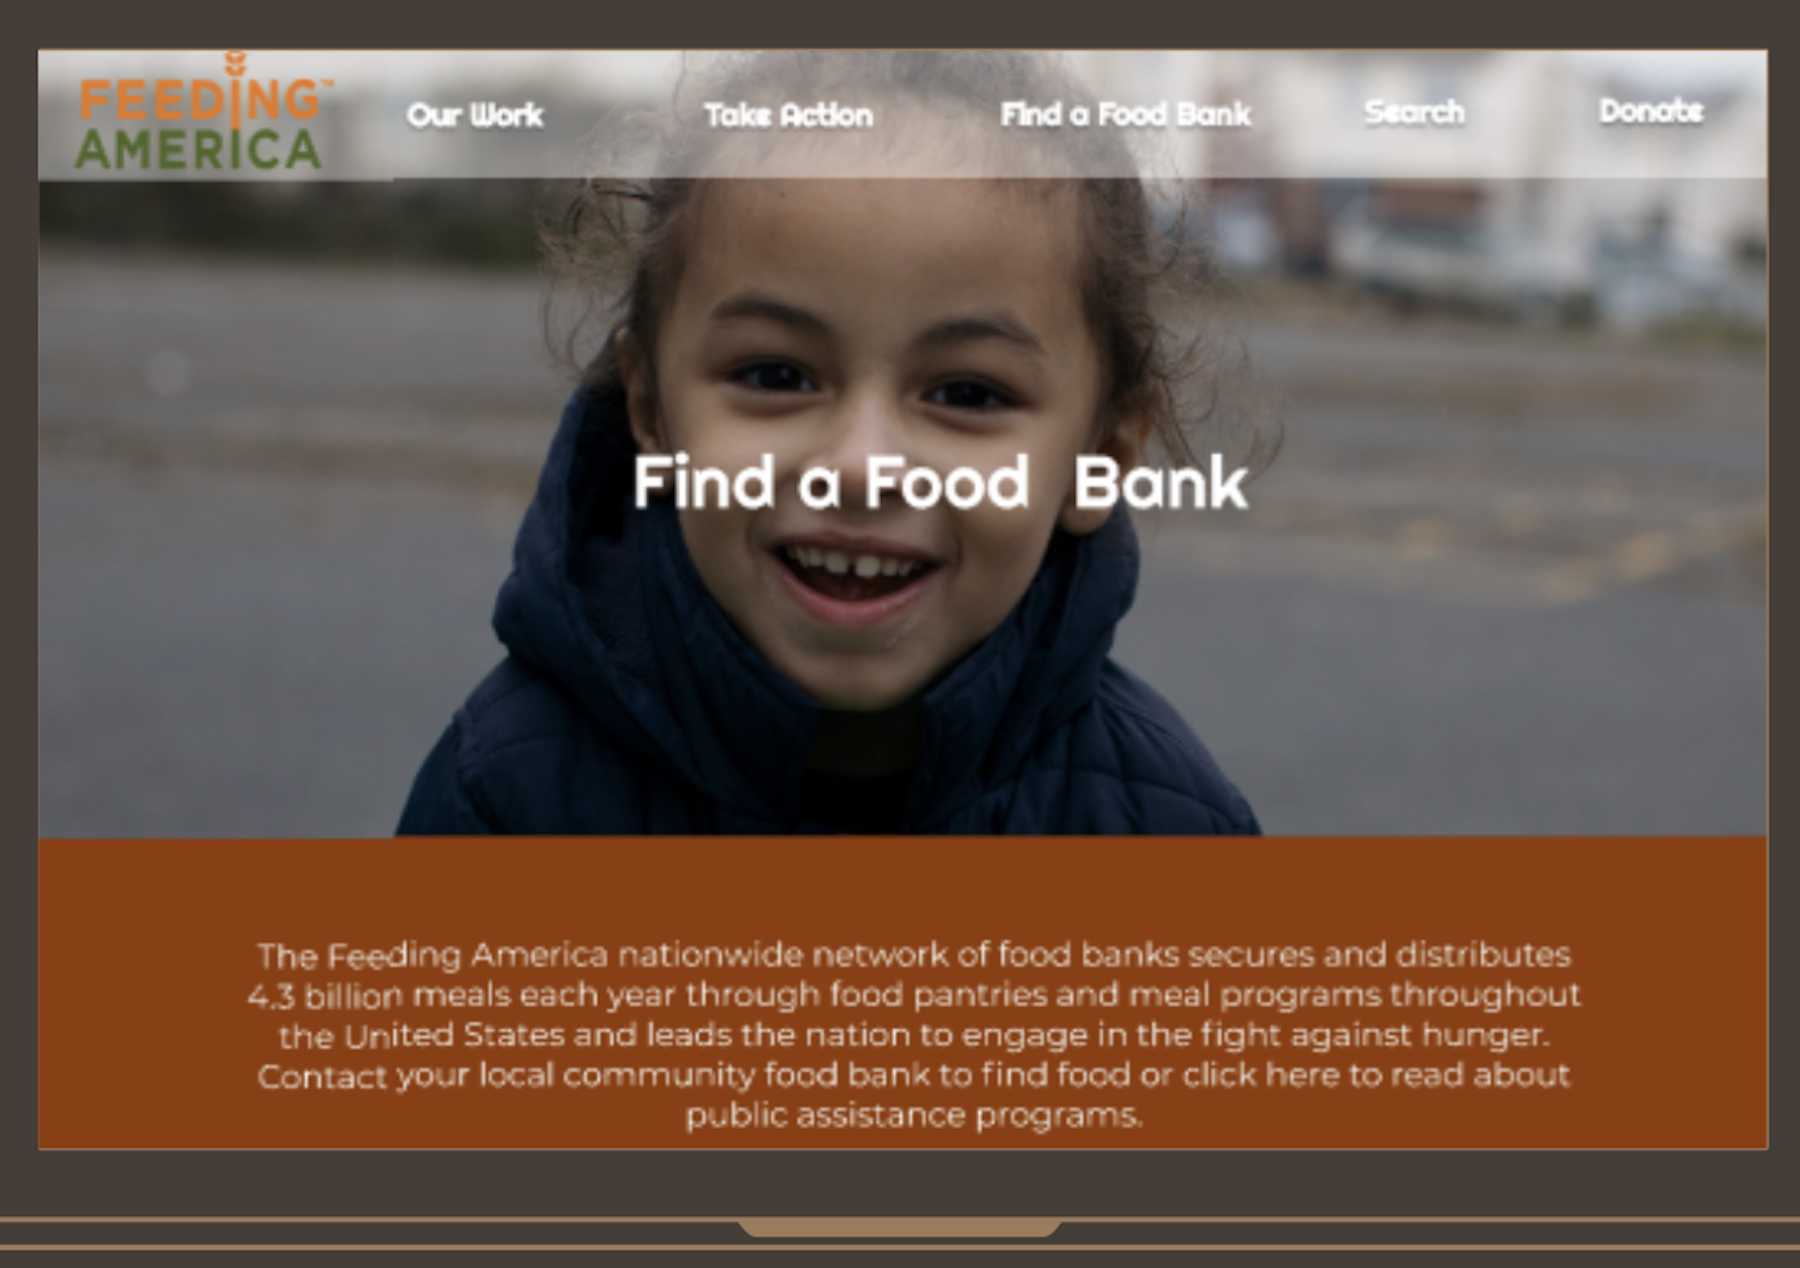 FEEDING™
AMERICA
Our Work
Take Action
Find a Food Bank
Search
Donate
Find a Food Bank
The Feeding America nationwide network of food banks secures and distributes
4.3 billion meals each year through food pantries and meal programs throughout
the United States and leads the nation to engage in the fight against hunger.
Contact your local community food bank to find food or click here to read about
public assistance programs.